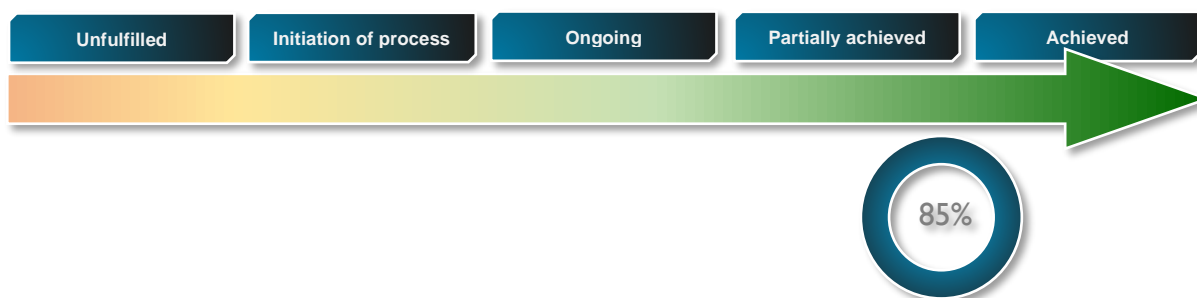 Unfulfilled
Initiation of process
Ongoing
Partially achieved
Achieved
85%